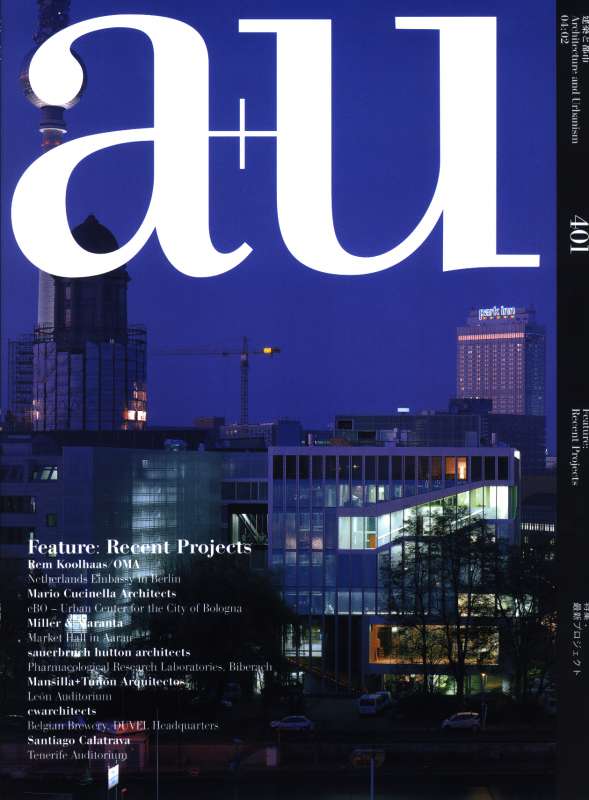 a+u
建築と都市
Architecture and Urbanism
04:02
401
park inn
Feature:
Recent Projects
Feature: Recent Projects
Rem Koolhaas/OMA
Netherlands Embassy in Berlin
Mario Cucinella Architects
eBO – Urban Center for the City of Bologna
Miller & Maranta
Market Hall in Aarau
sauerbruch hutton architects
Pharmacological Research Laboratories, Biberach
Mansilla+Tuñón Arquitectos
León Auditorium
cwarchitects
Belgian Brewery, DUVEL Headquarters
Santiago Calatrava
Tenerife Auditorium
特集:
最新プロジェクト